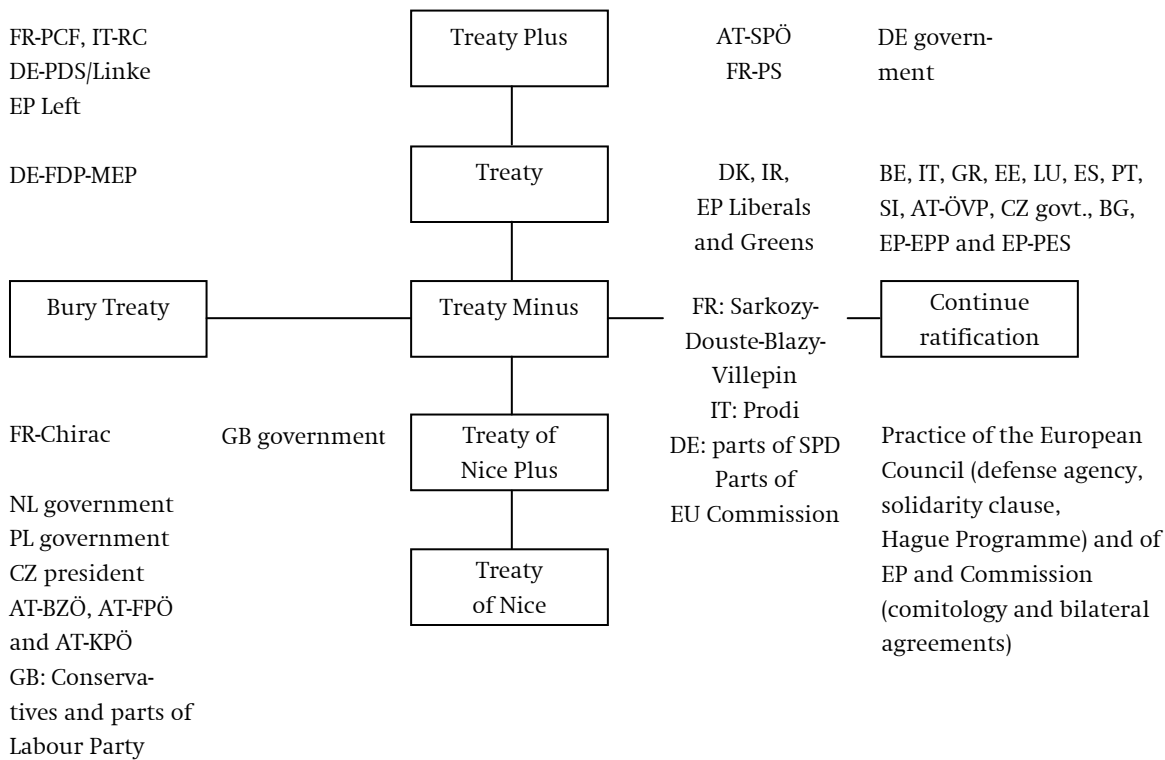 FR-PCF, IT-RC
DE-PDS/Linke
EP Left
Treaty Plus
AT-SPÖ
FR-PS
DE govern-
ment
DE-FDP-MEP
Treaty
DK, IR,
EP Liberals
and Greens
BE, IT, GR, EE, LU, ES, PT,
SI, AT-ÖVP, CZ govt., BG,
EP-EPP and EP-PES
Bury Treaty
Treaty Minus
FR: Sarkozy-
Douste-Blazy-
Villepin
IT: Prodi
DE: parts of SPD
Parts of
EU Commission
Continue
ratification
FR-Chirac
GB government
Treaty of
Nice Plus
Practice of the European
Council (defense agency,
solidarity clause,
Hague Programme) and of
EP and Commission
(comitology and bilateral
agreements)
NL government
PL government
CZ president
AT-BZÖ, AT-FPÖ
and AT-KPÖ
GB: Conserva-
tives and parts of
Labour Party
Treaty
of Nice